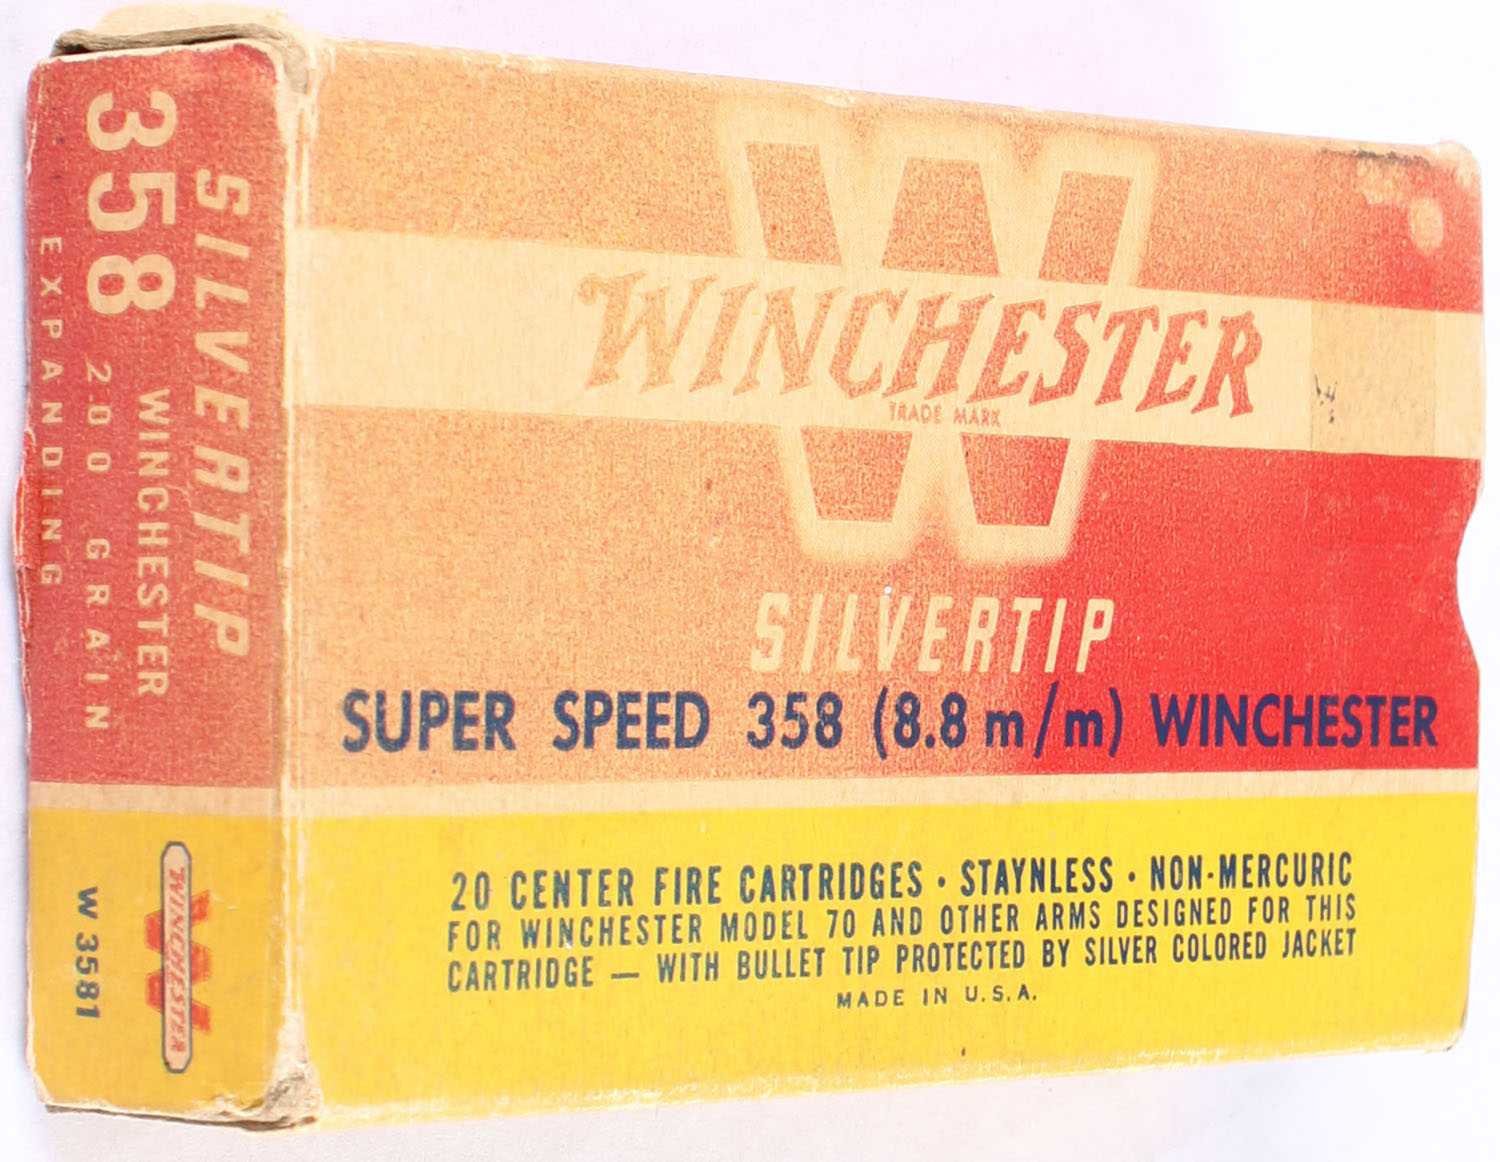 WINCHESTER
TRADE MARK
SILVERTIP
SUPER SPEED 358 (8.8 m/m) WINCHESTER
20 CENTER FIRE CARTRIDGES · STAYNLESS · NON-MERCURIC
FOR WINCHESTER MODEL 70 AND OTHER ARMS DESIGNED FOR THIS
CARTRIDGE — WITH BULLET TIP PROTECTED BY SILVER COLORED JACKET
MADE IN U.S.A.
SILVERTIP
358 WINCHESTER
200 GRAIN
EXPANDING
WINCHESTER
W 3581